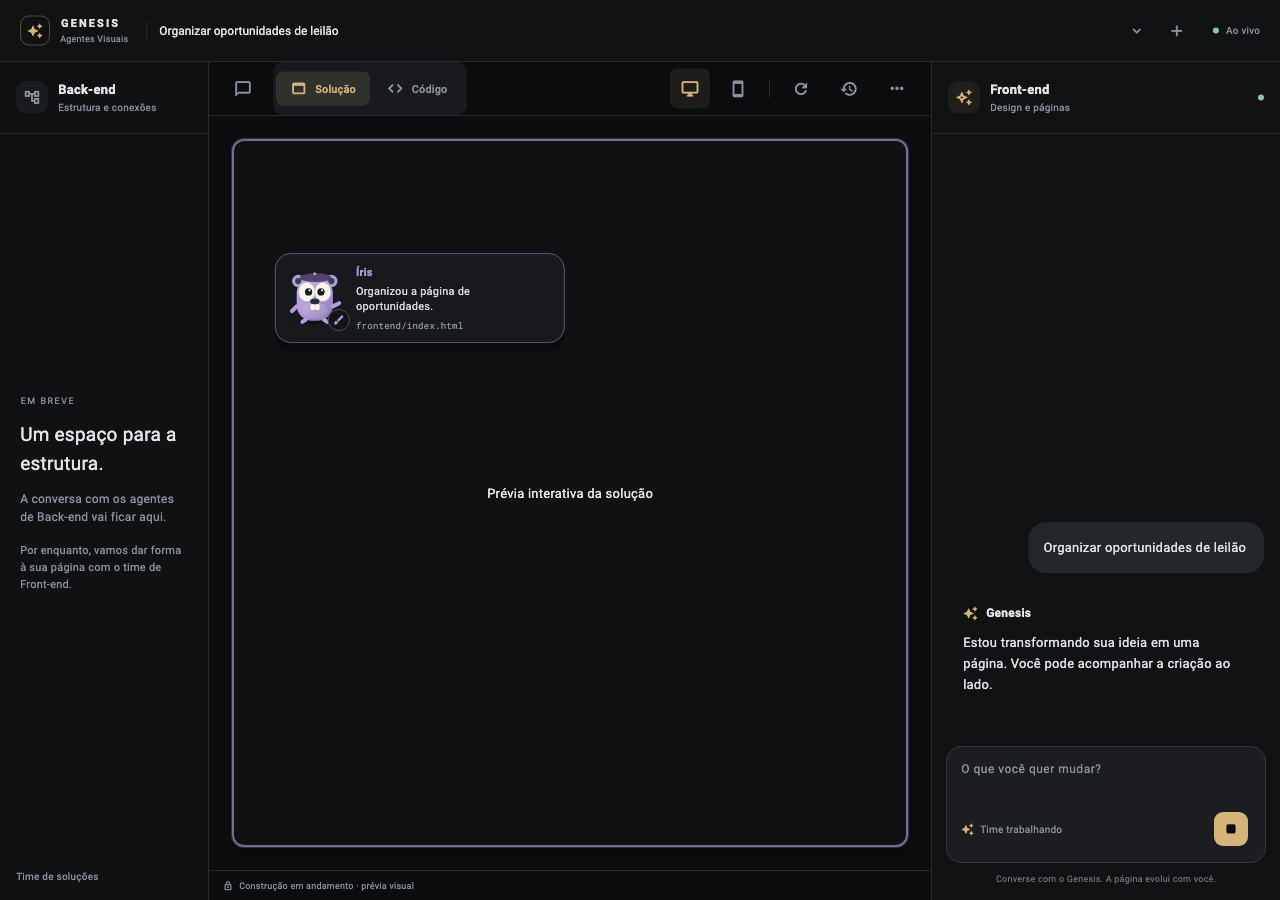 GENESIS
Agentes Visuais
Organizar oportunidades de leilão
Ao vivo
Back-end
Estrutura e conexões
Solução
Código
Front-end
Design e páginas
Íris
Organizou a página de
oportunidades.
frontend/index.html
EM BREVE
Um espaço para a
estrutura.
A conversa com os agentes
de Back-end vai ficar aqui.
Por enquanto, vamos dar forma
à sua página com o time de
Front-end.
Time de soluções
Prévia interativa da solução
Construção em andamento · prévia visual
Organizar oportunidades de leilão
Genesis
Estou transformando sua ideia em uma
página. Você pode acompanhar a criação ao
lado.
O que você quer mudar?
Time trabalhando
Converse com o Genesis. A página evolui com você.